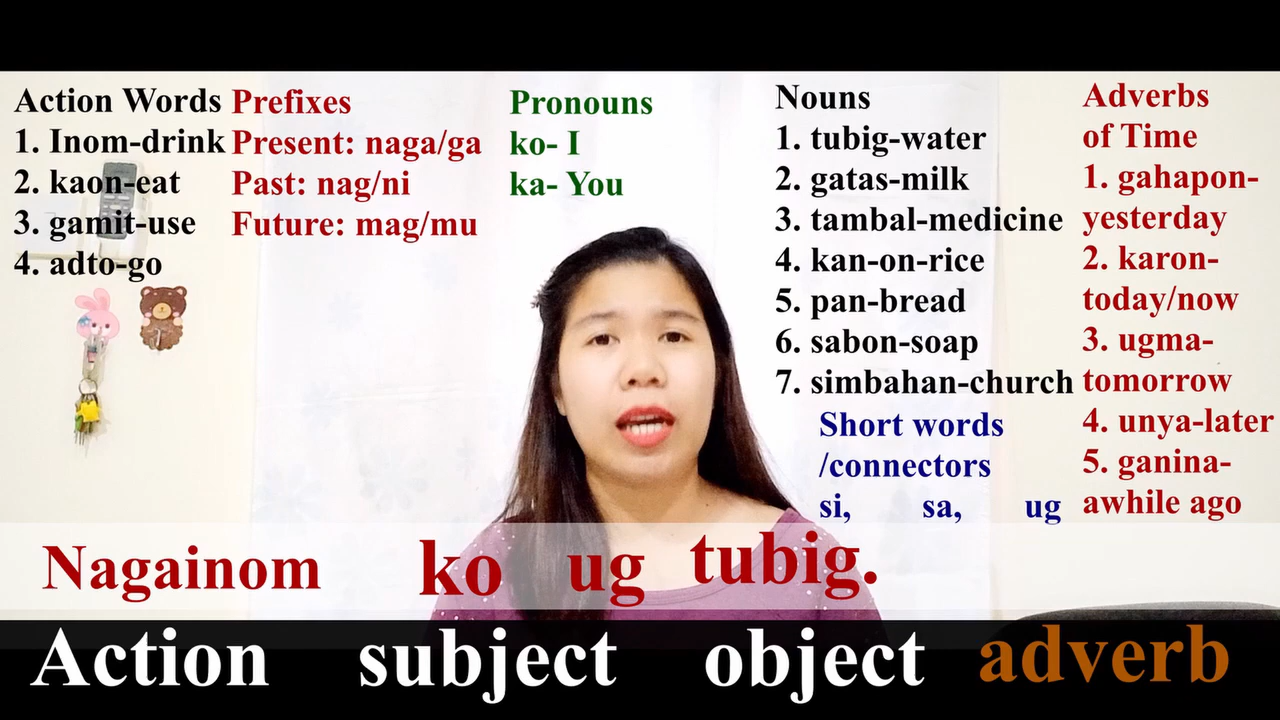 Action Words
1. Inom-drink
2. kaon-eat
3. gamit-use
4. adto-go
Prefixes
Present: naga/ga
Past: nag/ni
Future: mag/mu
Pronouns
ko- I
ka- You
Nouns
1. tubig-water
2. gatas-milk
3. tambal-medicine
4. kan-on-rice
5. pan-bread
6. sabon-soap
7. simbahan-church
Short words
/connectors
si, sa, ug
Adverbs
of Time
1. gahapon-
yesterday
2. karon-
today/now
3. ugma-
tomorrow
4. unya-later
5. ganina-
awhile ago
Nagainom ko ug tubig.
Action subject object adverb